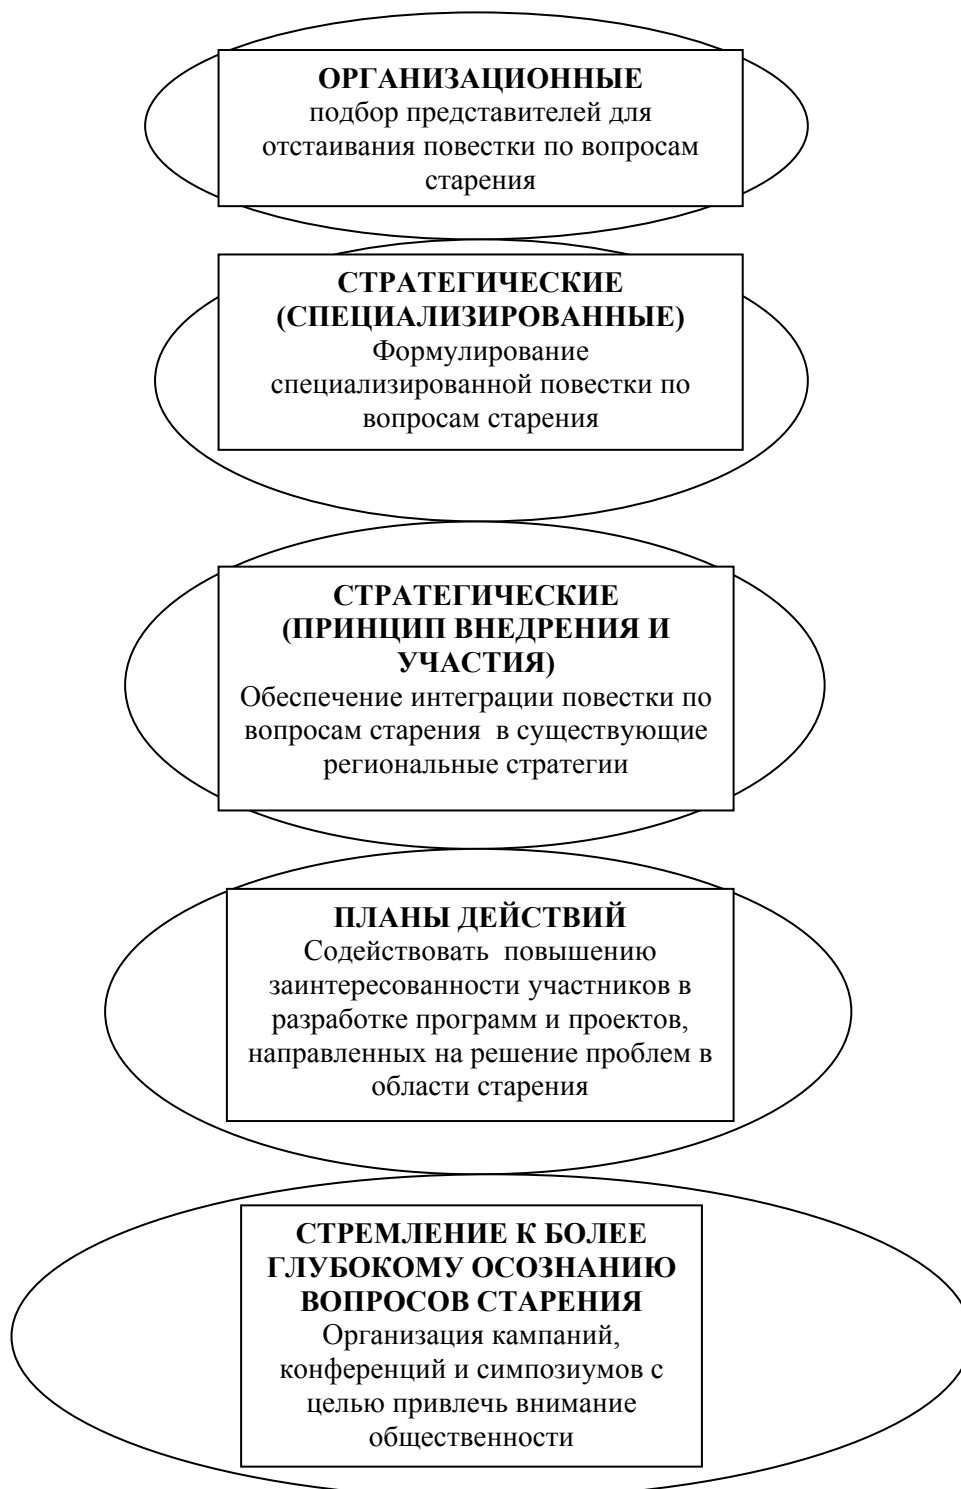 ОРГАНИЗАЦИОННЫЕ
подбор представителей для
отстаивания повестки по вопросам
старения
СТРАТЕГИЧЕСКИЕ
(СПЕЦИАЛИЗИРОВАННЫЕ)
Формулирование
специализированной повестки по
вопросам старения
СТРАТЕГИЧЕСКИЕ
(ПРИНЦИП ВНЕДРЕНИЯ И
УЧАСТИЯ)
Обеспечение интеграции повестки по
вопросам старения в существующие
региональные стратегии
ПЛАНЫ ДЕЙСТВИЙ
Содействовать повышению
заинтересованности участников в
разработке программ и проектов,
направленных на решение проблем в
области старения
СТРЕМЛЕНИЕ К БОЛЕЕ
ГЛУБОКОМУ ОСОЗНАНИЮ
ВОПРОСОВ СТАРЕНИЯ
Организация кампаний,
конференций и симпозиумов с
целью привлечь внимание
общественности